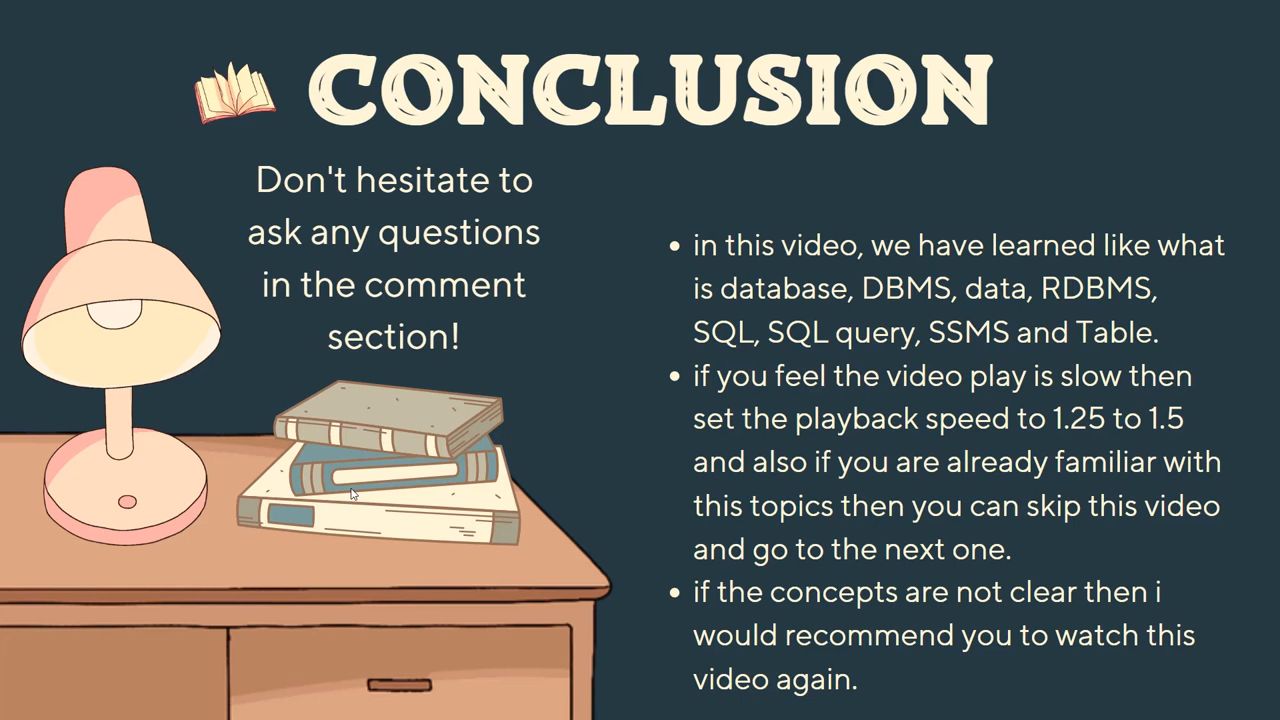 CONCLUSION
Don't hesitate to
ask any questions
in the comment
section!
• in this video, we have learned like what
is database, DBMS, data, RDBMS,
SQL, SQL query, SSMS and Table.
• if you feel the video play is slow then
set the playback speed to 1.25 to 1.5
and also if you are already familiar with
this topics then you can skip this video
and go to the next one.
• if the concepts are not clear then i
would recommend you to watch this
video again.